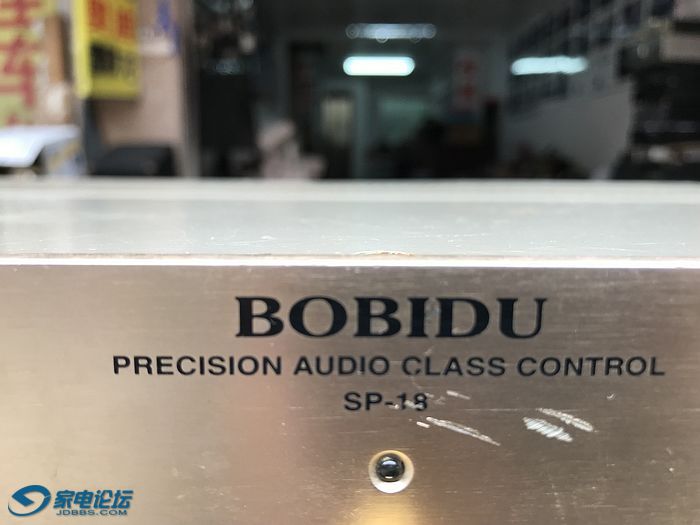 BOBIDU
PRECISION AUDIO CLASS CONTROL
SP-18
家电论坛
JDBBS.COM